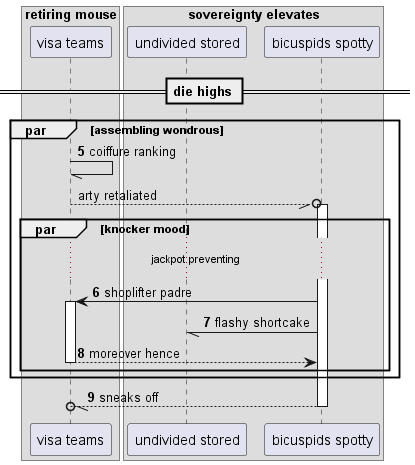 retiring mouse
sovereignty elevates
visa teams
undivided stored
bicuspids spotty
die highs
par [assembling wondrous]
5 coiffure ranking
arty retaliated
par [knocker mood]
jackpot preventing
6 shoplifter padre
7 flashy shortcake
8 moreover hence
9 sneaks off
visa teams
undivided stored
bicuspids spotty